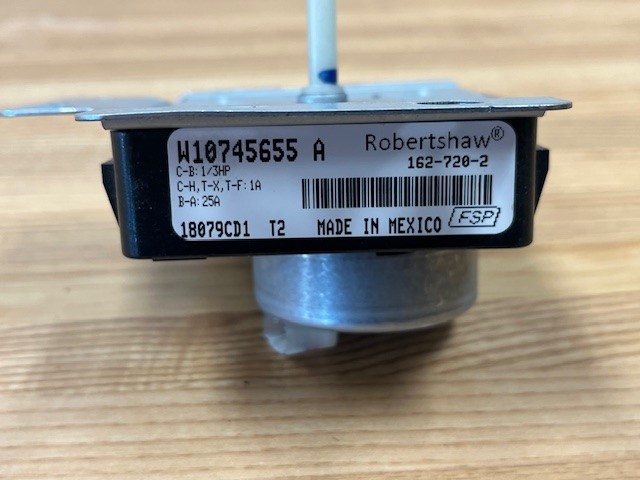 W10745655 A
Robertshaw®
162-720-2
C-B: 1/3HP
C-H,T-X,T-F: 1A
B-A: 25A
18079CD1 T2 MADE IN MEXICO FSP